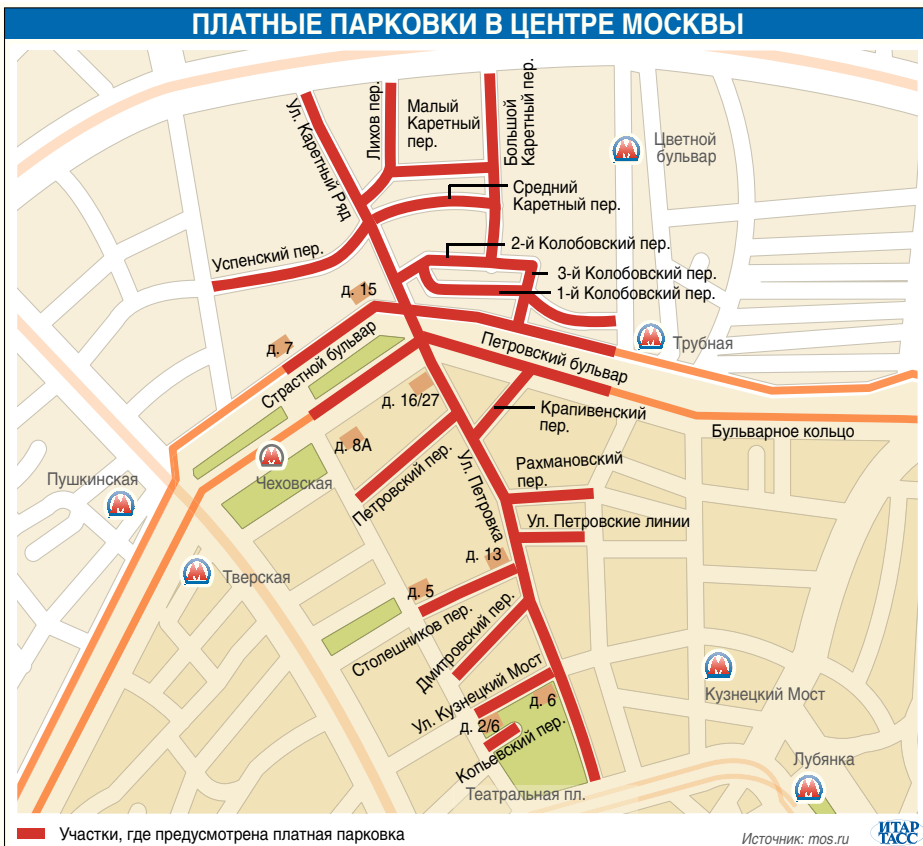 ПЛАТНЫЕ ПАРКОВКИ В ЦЕНТРЕ МОСКВЫ
Ул. Каретный Ряд
Лихов пер.
Малый
Каретный
пер.
Большой
Каретный пер.
Цветной
бульвар
Средний
Каретный пер.
Успенский пер.
2-й Колобовский пер.
3-й Колобовский пер.
1-й Колобовский пер.
д. 15
д. 7
Страстной бульвар
Петровский бульвар
Трубная
д. 16/27
Крапивенский
пер.
Бульварное кольцо
д. 8А
Чеховская
Петровский пер.
Ул. Петровка
Рахмановский
пер.
Пушкинская
Ул. Петровские линии
д. 13
Тверская
д. 5
Столешников пер.
Дмитровский пер.
Ул. Кузнецкий Мост
Кузнецкий Мост
д. 6
д. 2/6
Копьевский пер.
Лубянка
Театральная пл.
Участки, где предусмотрена платная парковка
Источник: mos.ru
ИТАР
ТАСС